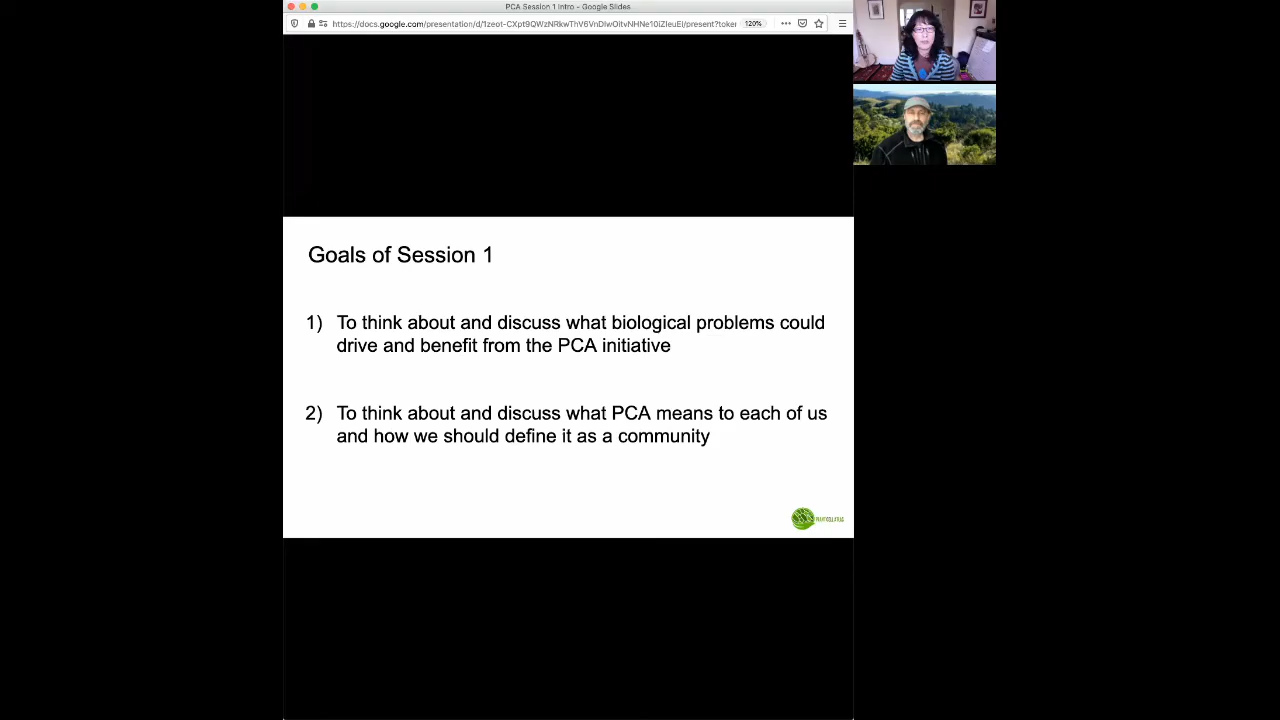 PCA Session 1 Intro - Google Slides
120%
Goals of Session 1
1) To think about and discuss what biological problems could
drive and benefit from the PCA initiative
2) To think about and discuss what PCA means to each of us
and how we should define it as a community